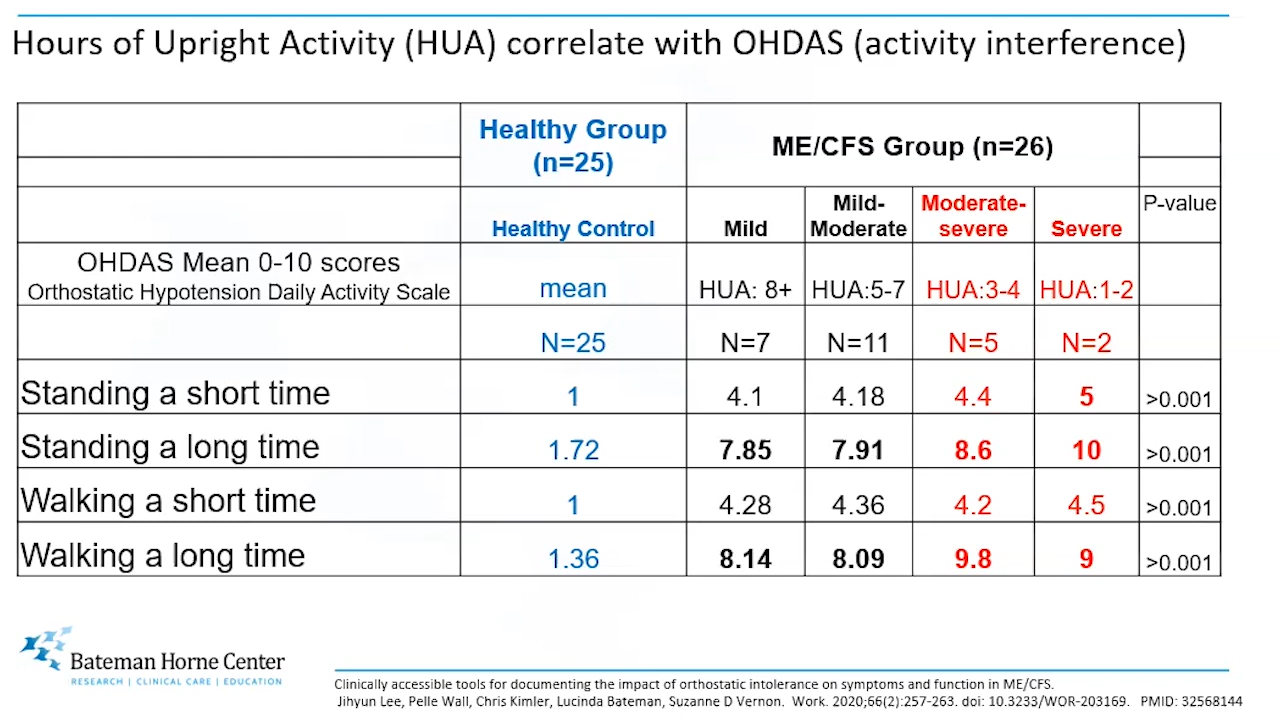 Hours of Upright Activity (HUA) correlate with OHDAS (activity interference)
Healthy Group
(n=25)
ME/CFS Group (n=26)
Healthy Control
Mild
Mild-
Moderate
Moderate-
severe
Severe
P-value
OHDAS Mean 0-10 scores
Orthostatic Hypotension Daily Activity Scale
mean
HUA: 8+
HUA:5-7
HUA:3-4
HUA:1-2
N=25
N=7
N=11
N=5
N=2
Standing a short time 1 4.1 4.18 4.4 5 >0.001
Standing a long time 1.72 7.85 7.91 8.6 10 >0.001
Walking a short time 1 4.28 4.36 4.2 4.5 >0.001
Walking a long time 1.36 8.14 8.09 9.8 9 >0.001
Bateman Horne Center
RESEARCH | CLINICAL CARE | EDUCATION
Clinically accessible tools for documenting the impact of orthostatic intolerance on symptoms and function in ME/CFS.
Jihyun Lee, Pelle Wall, Chris Kimler, Lucinda Bateman, Suzanne D Vernon. Work. 2020;66(2):257-263. doi: 10.3233/WOR-203169. PMID: 32568144